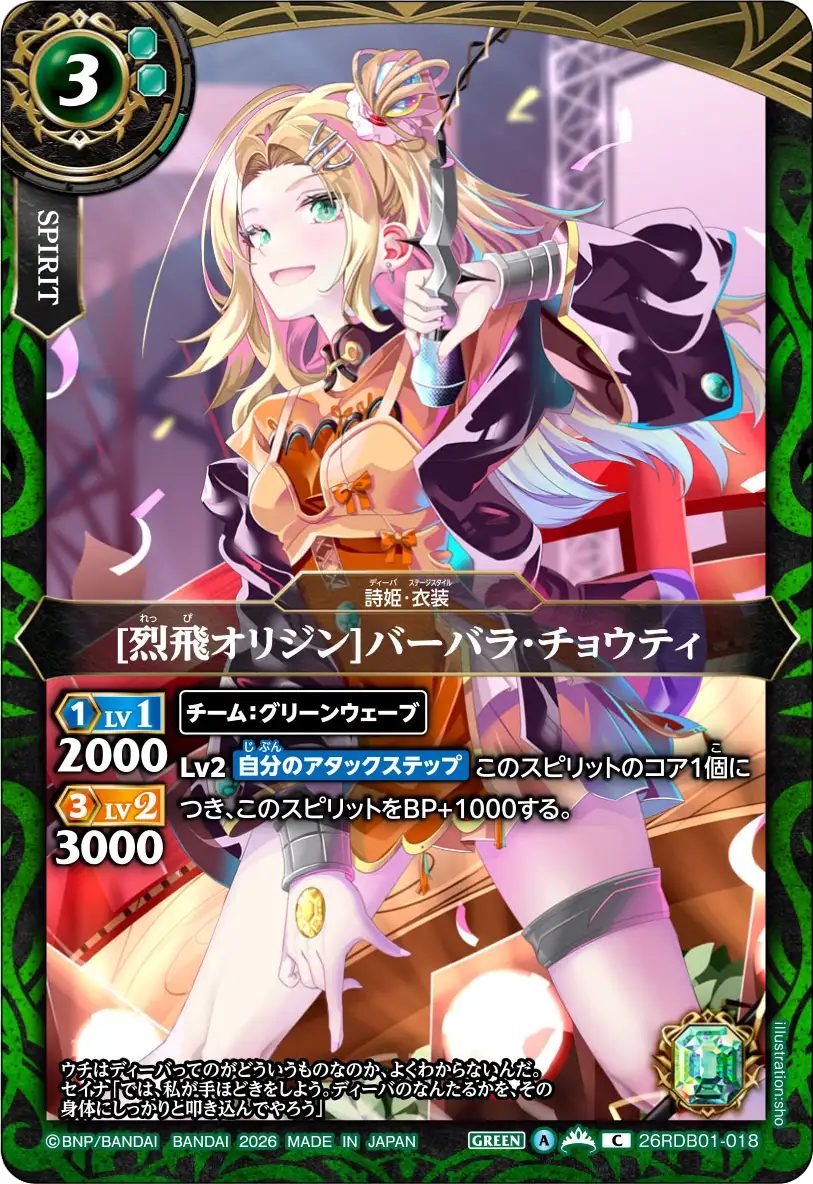 3
SPIRIT
ディーバ ステージスタイル
詩姫・衣装
れっ ぴ
[烈飛オリジン]バーバラ・チョウティ
1 LV1
2000
3 LV2
3000
チーム:グリーンウェーブ
じぶん こ
Lv2 自分のアタックステップ このスピリットのコア1個に
つき、このスピリットをBP+1000する。
ウチはディーバってのがどういうものなのか、よくわからないんだ。
セイナ「では、私が手ほどきをしよう。ディーバのなんたるかを、その
身体にしっかりと叩き込んでやろう」
illustration:sho
©BNP/BANDAI BANDAI 2026 MADE IN JAPAN GREEN A C 26RDB01-018